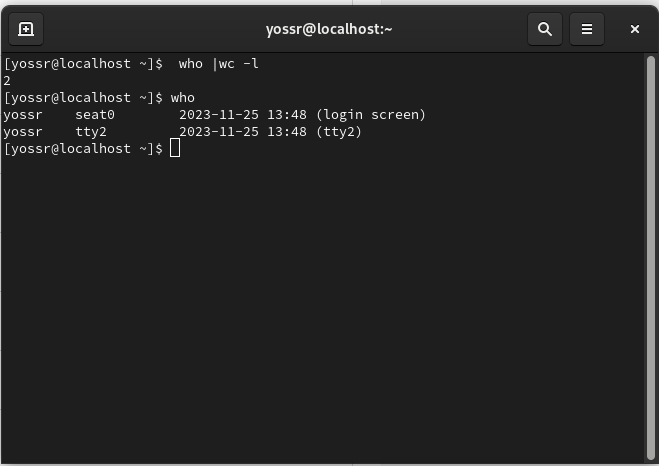 yossr@localhost:~
[yossr@localhost ~]$  who |wc -l
2
[yossr@localhost ~]$ who
yossr    seat0        2023-11-25 13:48 (login screen)
yossr    tty2         2023-11-25 13:48 (tty2)
[yossr@localhost ~]$